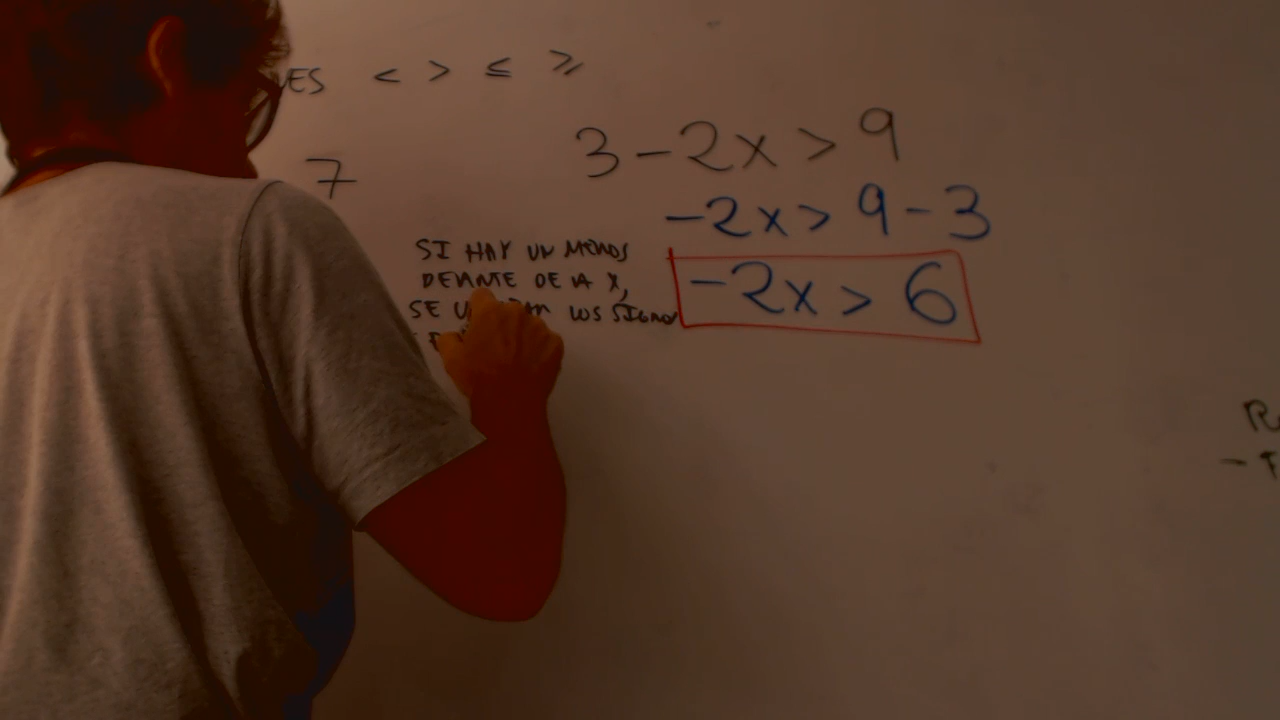 ES < > ≤ ≥
7
3 - 2x > 9
-2x > 9 - 3
-2x > 6
SI HAY UN MENOS
DELANTE DE LA X,
SE LOS SIGNOS